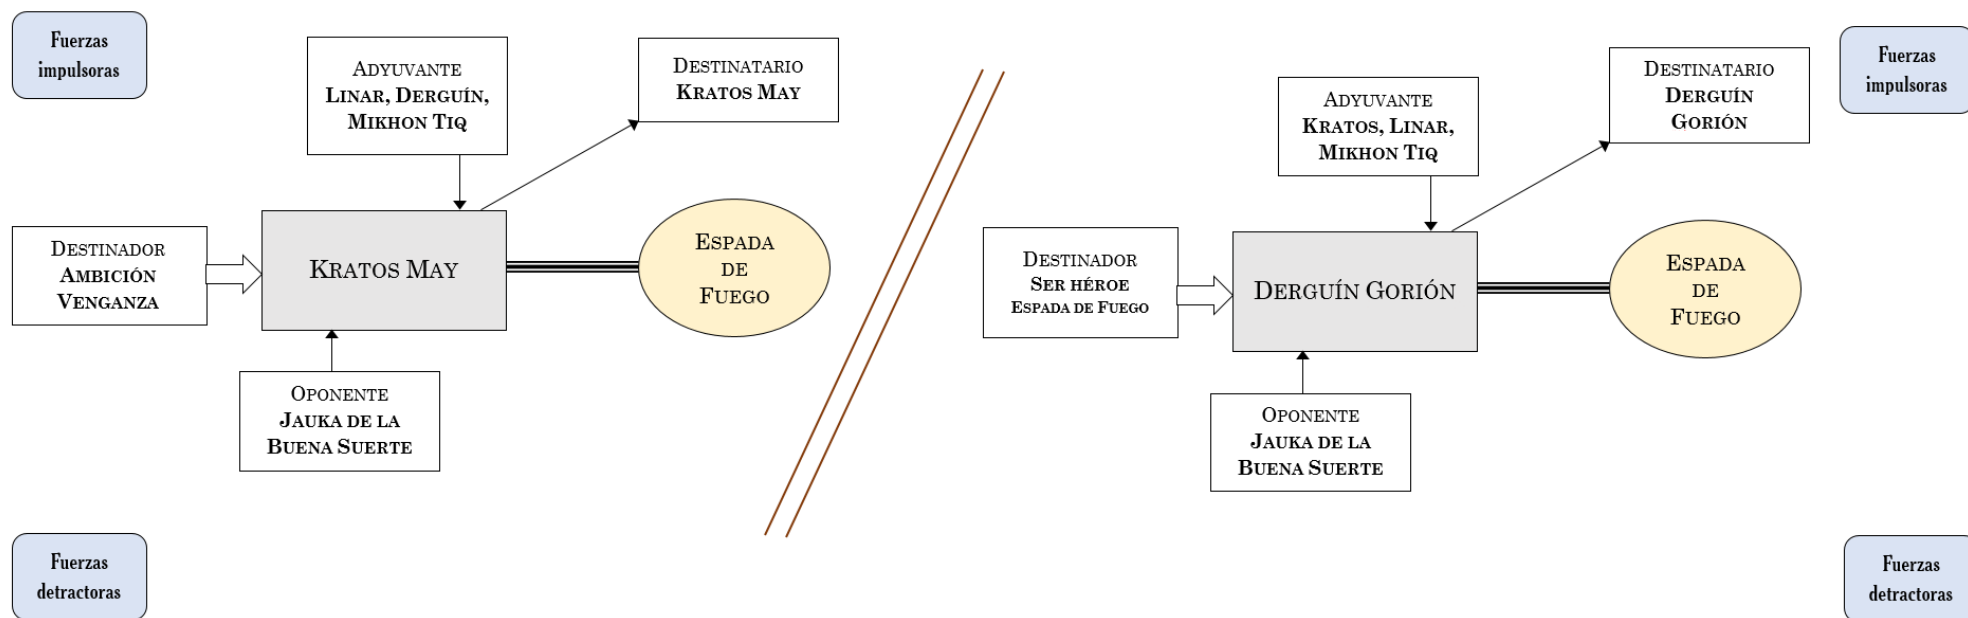 Fuerzas
impulsoras
ADYUVANTE
LINAR, DERGUÍN,
MIKHON TIQ
DESTINATARIO
KRATOS MAY
DESTINADOR
AMBICIÓN
VENGANZA
KRATOS MAY
ESPADA
DE
FUEGO
OPONENTE
JAUKA DE LA
BUENA SUERTE
Fuerzas
detractoras
Fuerzas
impulsoras
ADYUVANTE
KRATOS, LINAR,
MIKHON TIQ
DESTINATARIO
DERGUÍN
GORIÓN
DESTINADOR
SER HÉROE
ESPADA DE FUEGO
DERGUÍN GORIÓN
ESPADA
DE
FUEGO
OPONENTE
JAUKA DE LA
BUENA SUERTE
Fuerzas
detractoras